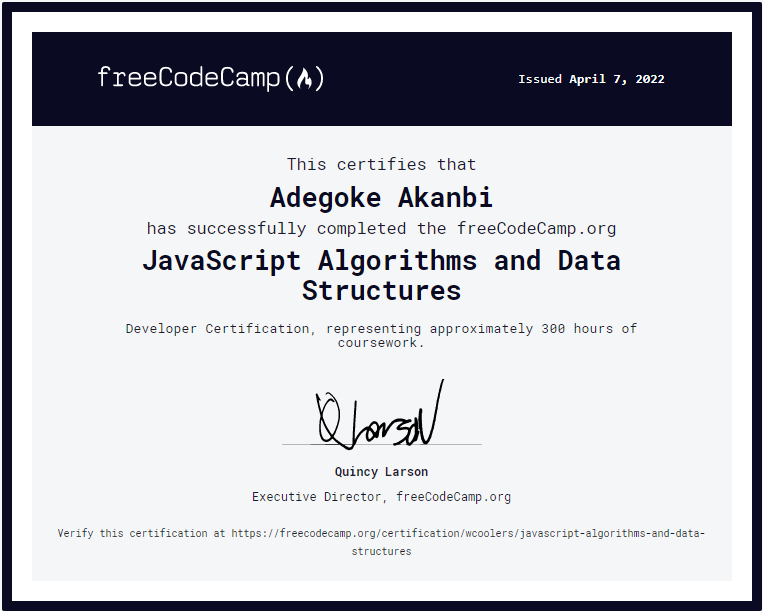 freeCodeCamp(🔥)
Issued April 7, 2022
This certifies that
Adegoke Akanbi
has successfully completed the freeCodeCamp.org
JavaScript Algorithms and Data
Structures
Developer Certification, representing approximately 300 hours of
coursework.
Q Larson
Quincy Larson
Executive Director, freeCodeCamp.org
Verify this certification at https://freecodecamp.org/certification/wcoolers/javascript-algorithms-and-data-
structures